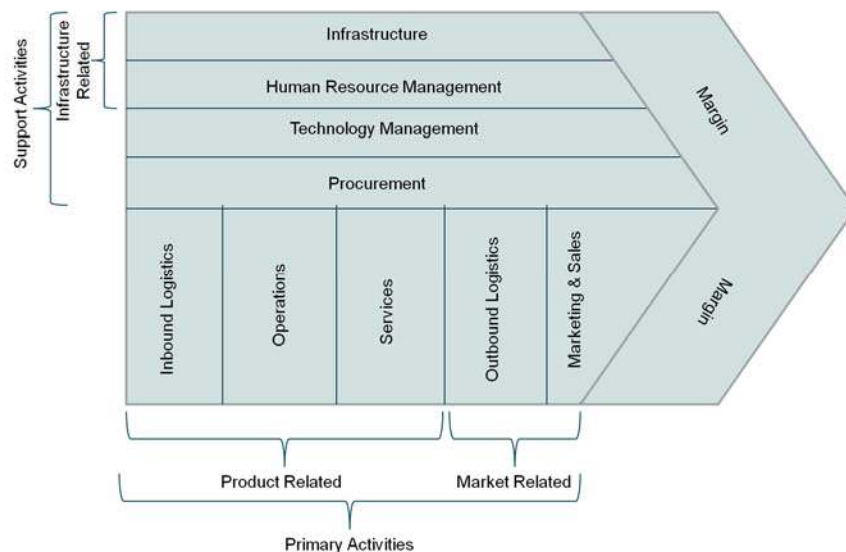 Support Activities
Infrastructure
Related
Infrastructure
Human Resource Management
Technology Management
Procurement
Margin
Margin
Inbound Logistics
Operations
Services
Outbound Logistics
Marketing & Sales
Product Related
Market Related
Primary Activities